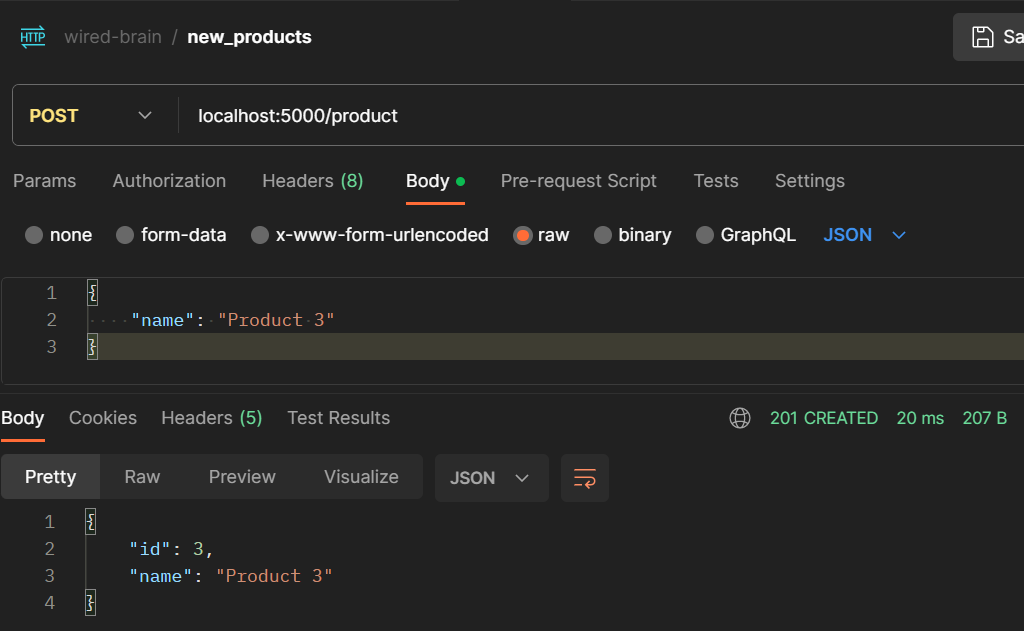 HTTP wired-brain / new_products Sa
POST localhost:5000/product
Params Authorization Headers (8) Body Pre-request Script Tests Settings
none form-data x-www-form-urlencoded raw binary GraphQL JSON
1 {
2 "name": "Product 3"
3 }
Body Cookies Headers (5) Test Results 201 CREATED 20 ms 207 B
Pretty Raw Preview Visualize JSON
1 {
2 "id": 3,
3 "name": "Product 3"
4 }